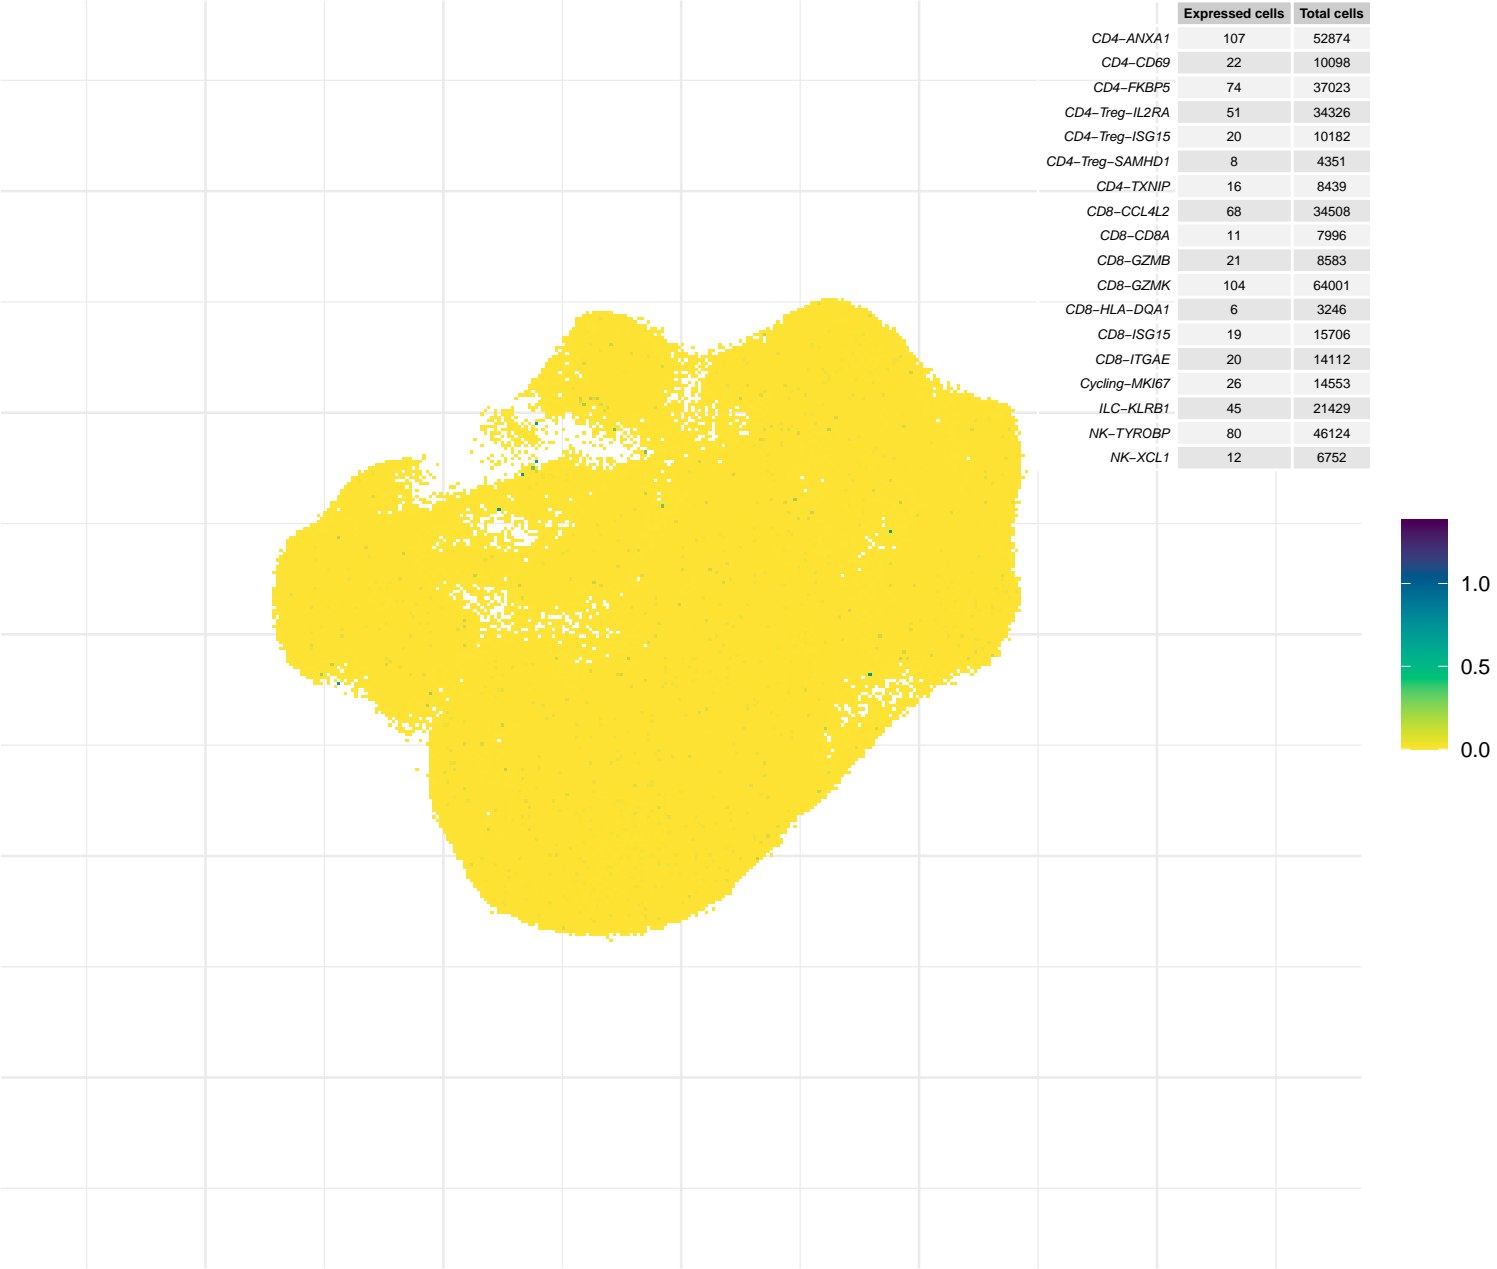 Expressed cells Total cells
CD4−ANXA1 107 52874
CD4−CD69 22 10098
CD4−FKBP5 74 37023
CD4−Treg−IL2RA 51 34326
CD4−Treg−ISG15 20 10182
CD4−Treg−SAMHD1 8 4351
CD4−TXNIP 16 8439
CD8−CCL4L2 68 34508
CD8−CD8A 11 7996
CD8−GZMB 21 8583
CD8−GZMK 104 64001
CD8−HLA−DQA1 6 3246
CD8−ISG15 19 15706
CD8−ITGAE 20 14112
Cycling−MKI67 26 14553
ILC−KLRB1 45 21429
NK−TYROBP 80 46124
NK−XCL1 12 6752
1.0
0.5
0.0